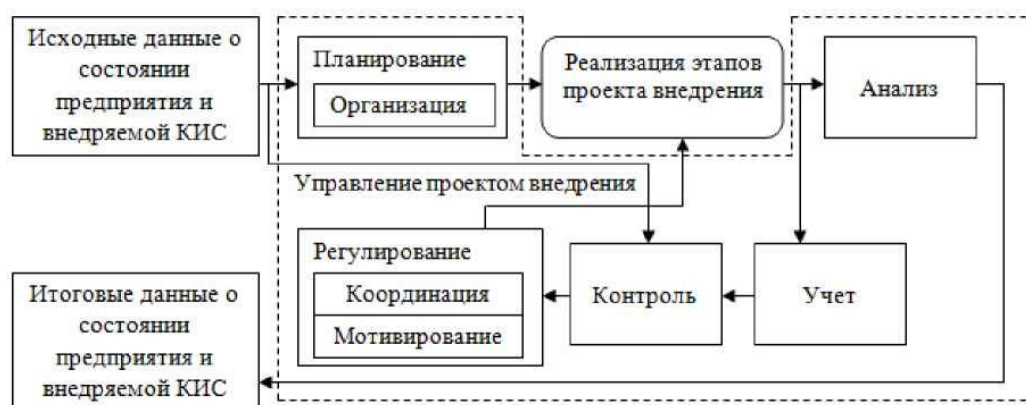 Исходные данные о
состоянии
предприятия и
внедряемой КИС
Планирование
Организация
Реализация этапов
проекта внедрения
Анализ
Управление проектом внедрения
Регулирование
Координация
Мотивирование
Контроль
Учет
Итоговые данные о
состоянии
предприятия и
внедряемой КИС